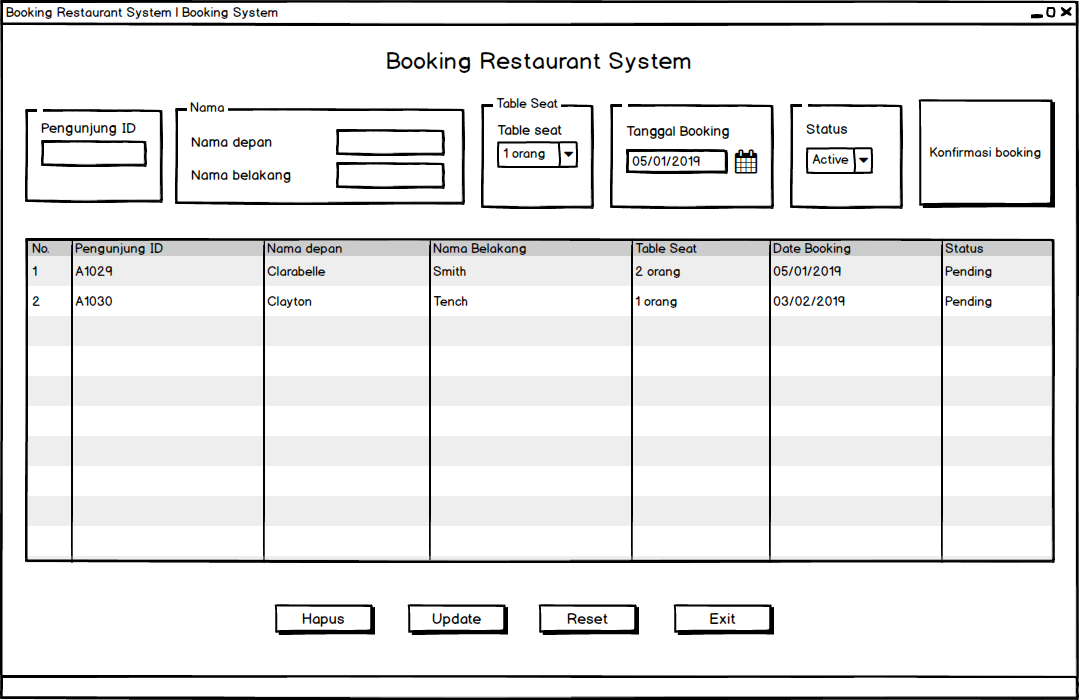 Booking Restaurant System | Booking System
Booking Restaurant System
Pengunjung ID
Nama
Nama depan
Nama belakang
Table Seat
Table seat
1 orang
Tanggal Booking
05/01/2019
Status
Active
Konfirmasi booking
No. Pengunjung ID Nama depan Nama Belakang Table Seat Date Booking Status
1 A1029 Clarabelle Smith 2 orang 05/01/2019 Pending
2 A1030 Clayton Tench 1 orang 03/02/2019 Pending
Hapus Update Reset Exit